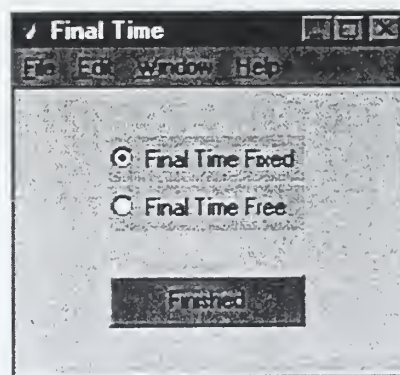 Final Time
File Edit Window Help
Final Time Fixed
Final Time Free
Finished